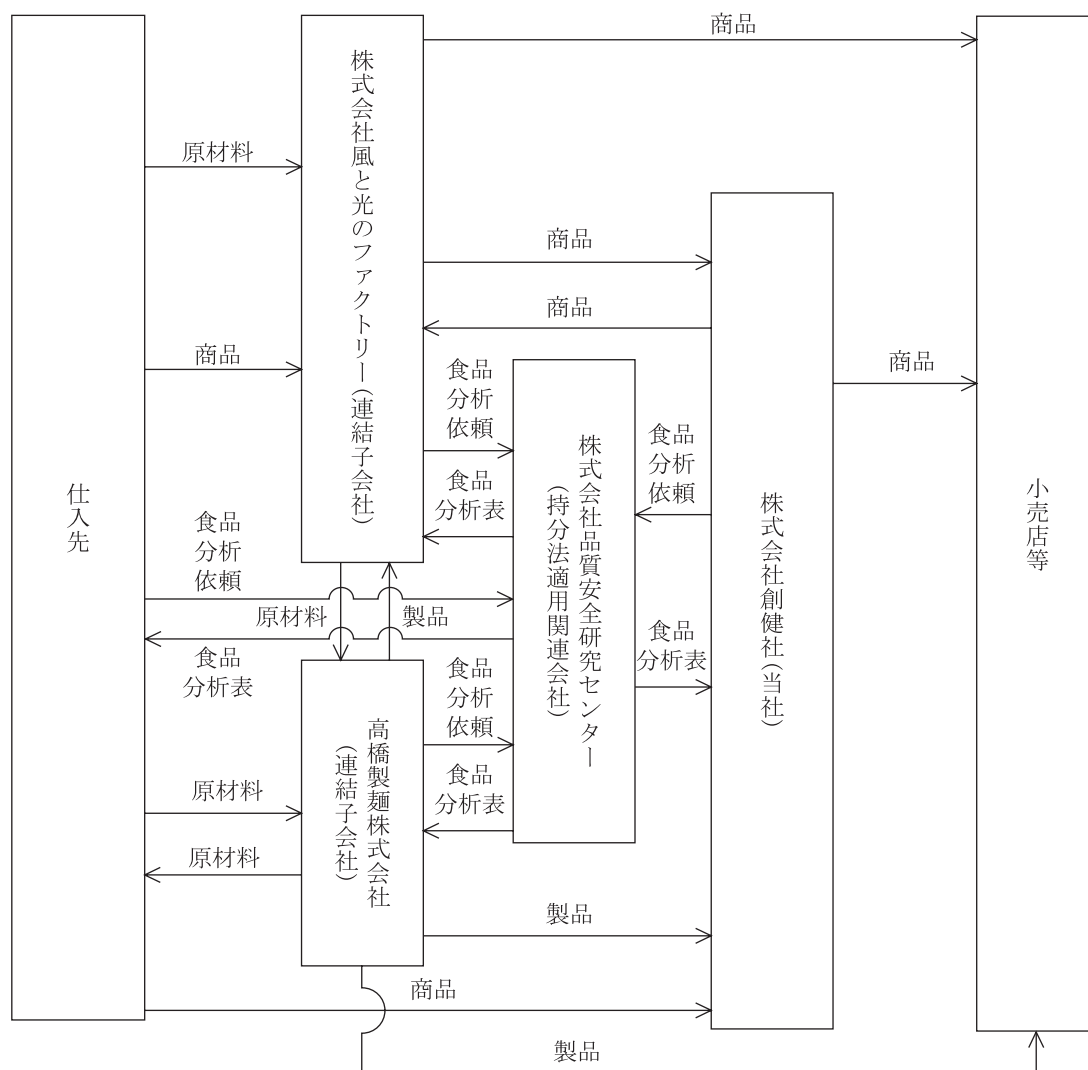 商品
株式会社風と光のファクトリー(連結子会社)
原材料
商品
商品
商品
商品
食品
分析
依頼
食品
分析表
株式会社品質安全研究センター
(持分法適用関連会社)
食品
分析
依頼
食品
分析表
株式会社創健社(当社)
仕入先
小売店等
食品
分析
依頼
原材料
製品
食品
分析表
高橋製麺株式会社
(連結子会社)
食品
分析
依頼
食品
分析表
原材料
原材料
製品
商品
製品